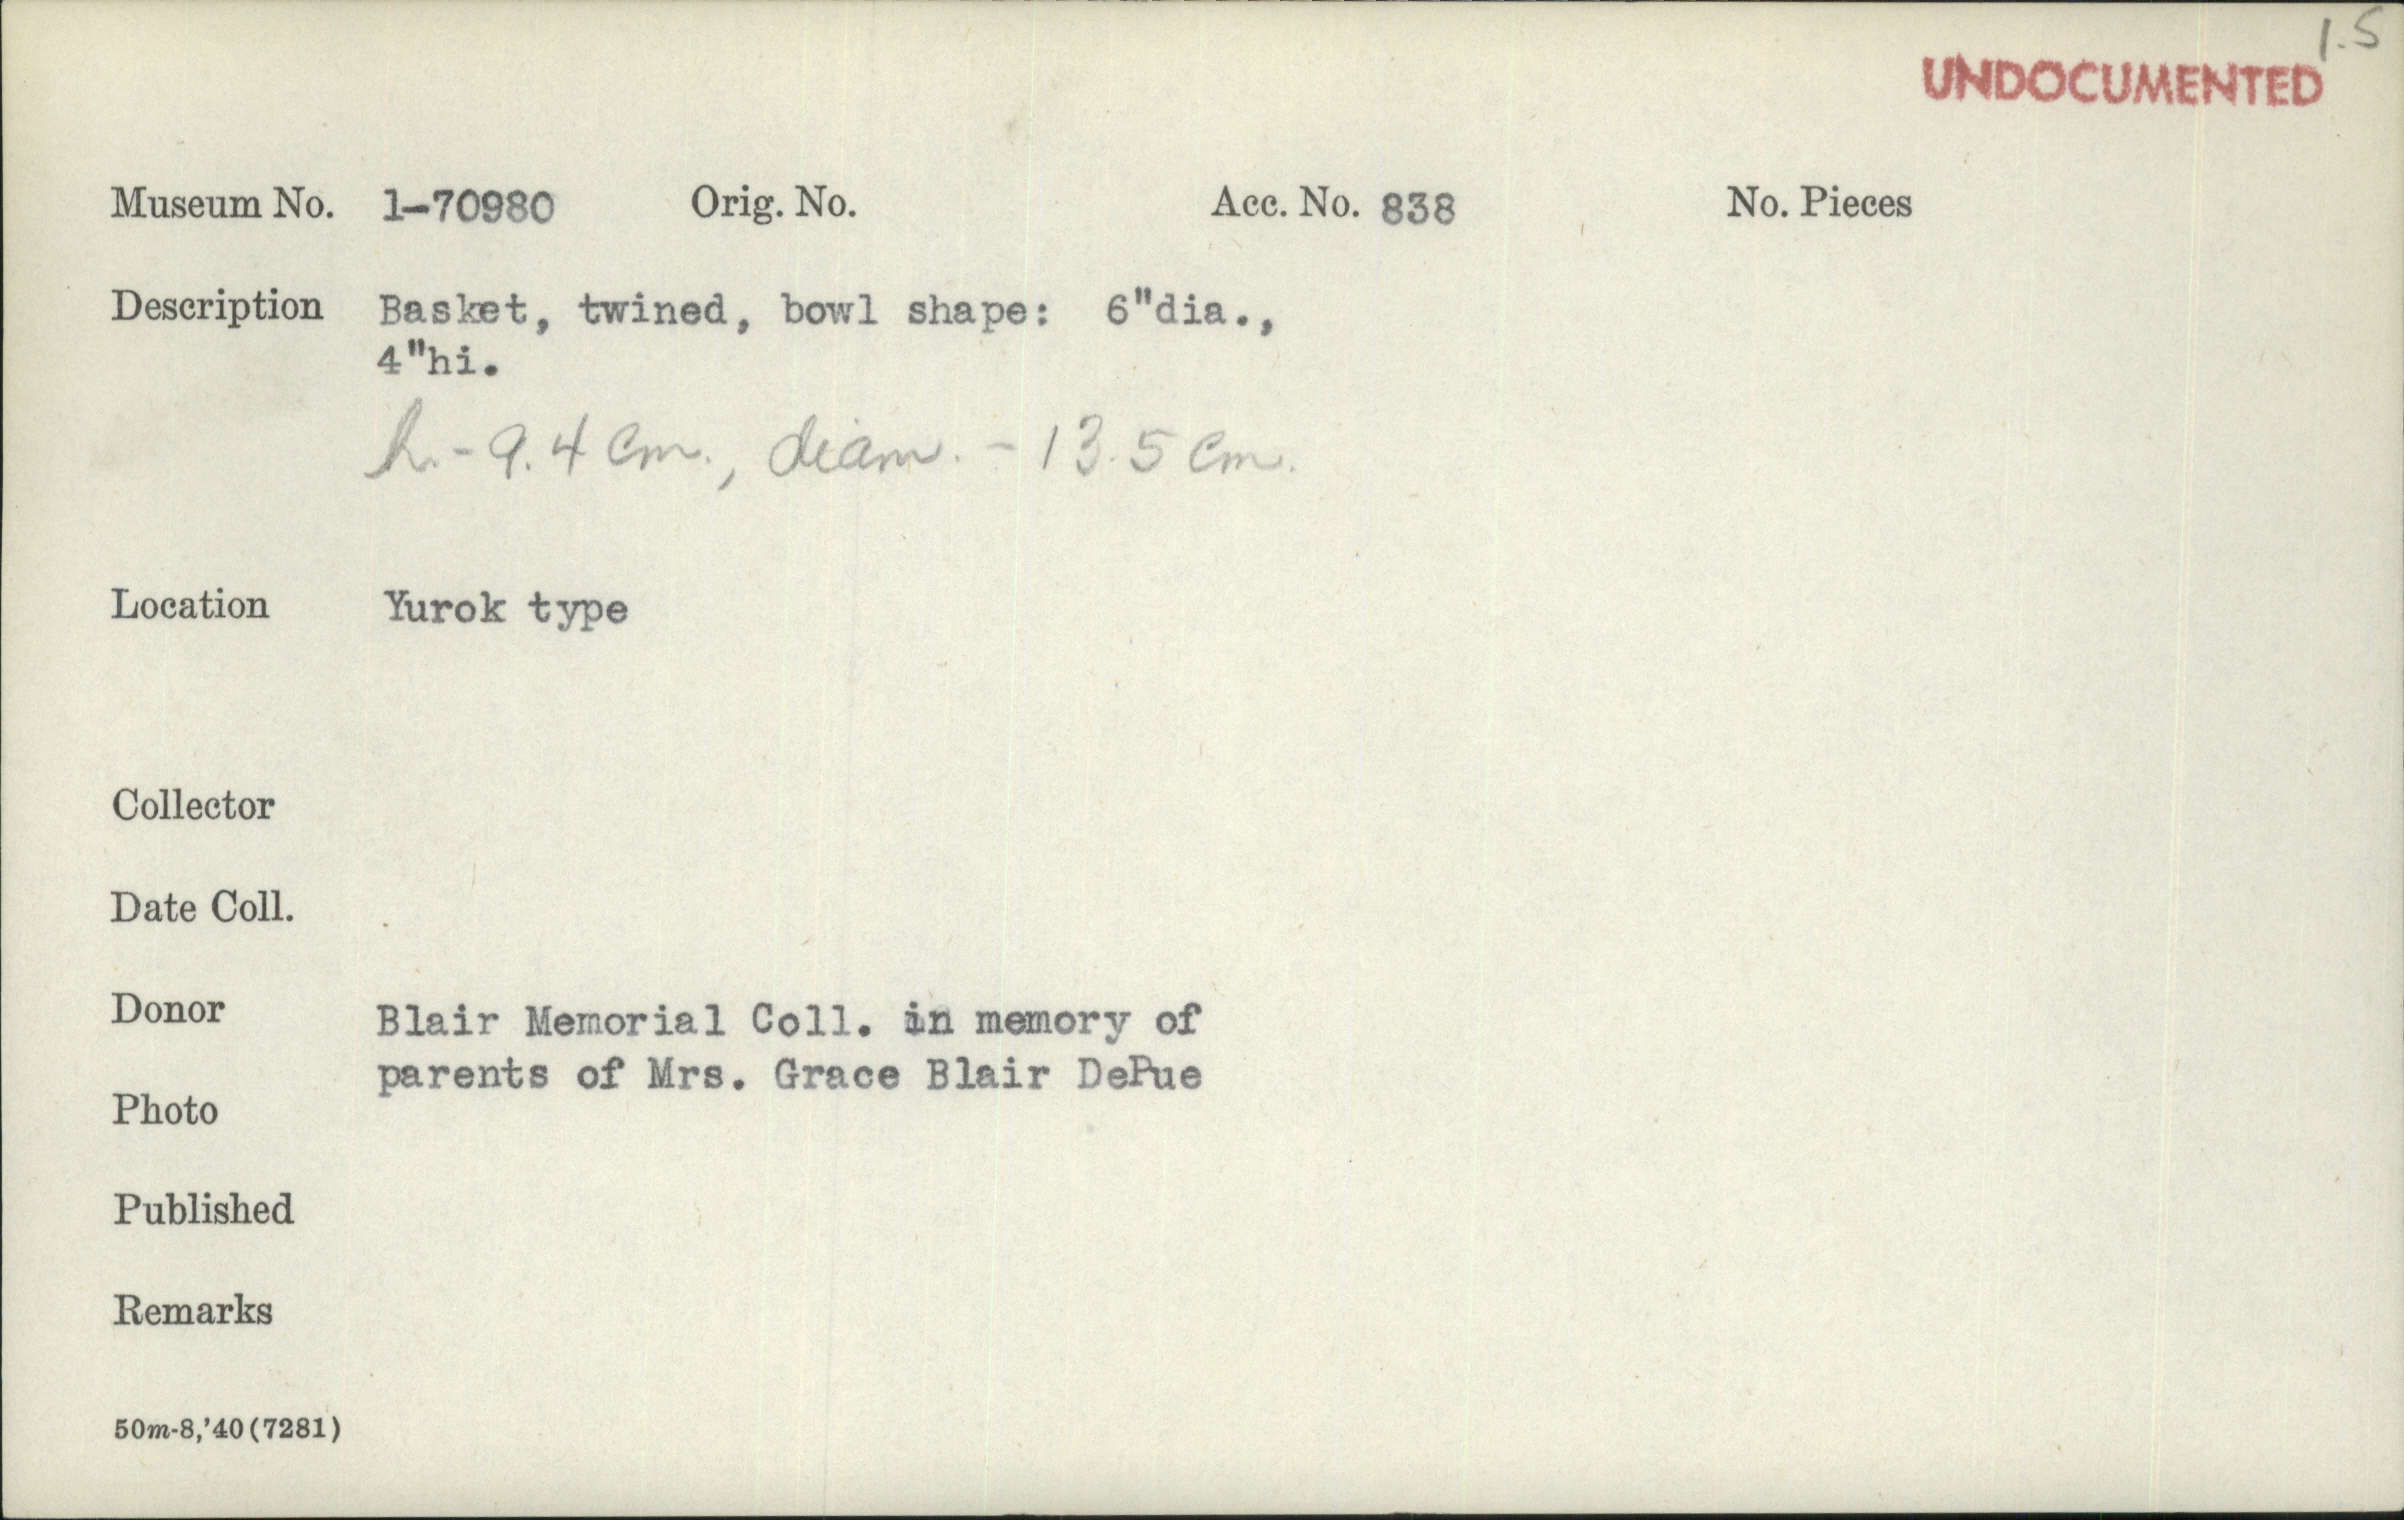 1.5
UNDOCUMENTED
Museum No. 1-70980 Orig. No. Acc. No. 838 No. Pieces
Description Basket, twined, bowl shape: 6"dia.,
4"hi.
h. - 9.4 cm., diam. - 13.5 cm.
Location Yurok type
Collector
Date Coll.
Donor Blair Memorial Coll. in memory of
parents of Mrs. Grace Blair DePue
Photo
Published
Remarks
50m-8,'40(7281)